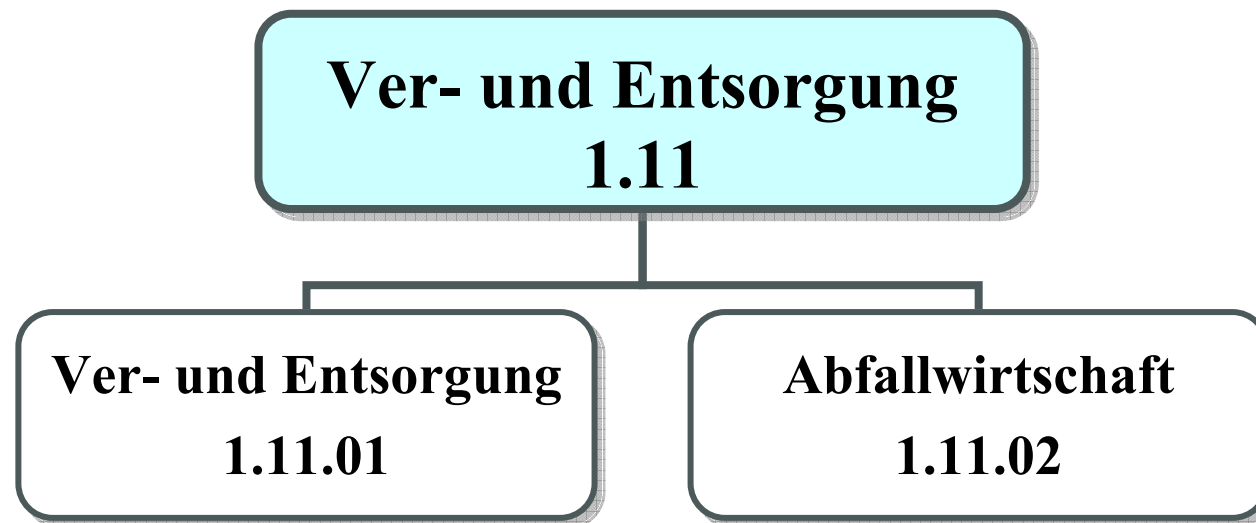 Ver- und Entsorgung
1.11
Ver- und Entsorgung
1.11.01
Abfallwirtschaft
1.11.02